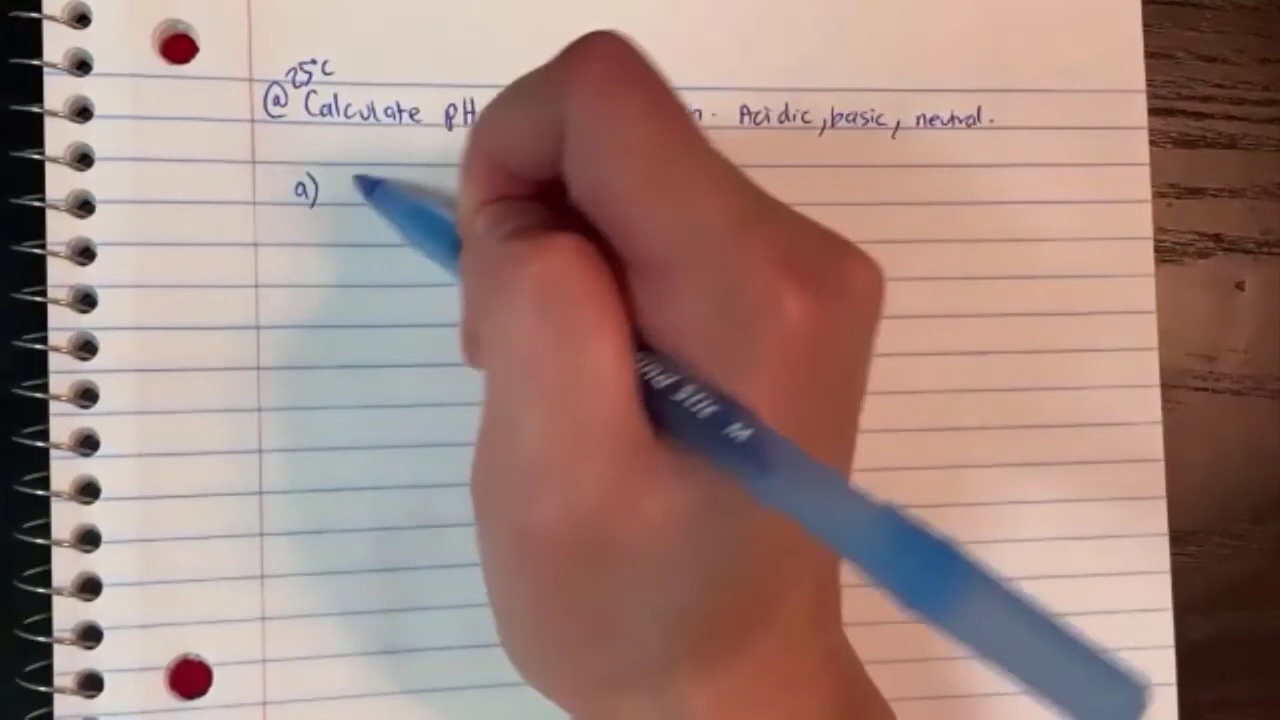 25°C
@ Calculate pH n. Acidic, basic, neutral.
a)